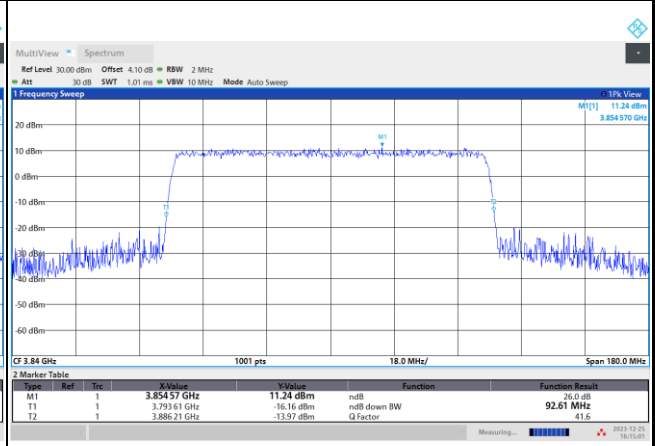 MultiView Spectrum
Ref Level 30.00 dBm Offset 4.10 dB RBW 2 MHz
Att 30 dB SWT 1.01 ms VBW 10 MHz Mode Auto Sweep
1 Frequency Sweep 1Pk View
M1[1] 11.24 dBm
3.854 570 GHz
M1
20 dBm
10 dBm
0 dBm
-10 dBm
T1
T2
-20 dBm
-30 dBm
-40 dBm
-50 dBm
-60 dBm
CF 3.84 GHz 1001 pts 18.0 MHz/ Span 180.0 MHz
2 Marker Table
Type Ref Trc X-Value Y-Value Function Function Result
M1 1 3.854 57 GHz 11.24 dBm ndB 26.0 dB
T1 1 3.793 61 GHz -16.16 dBm ndB down BW 92.61 MHz
T2 1 3.886 21 GHz -13.97 dBm Q Factor 41.6
Measuring... 2023-12-25
16:15:01